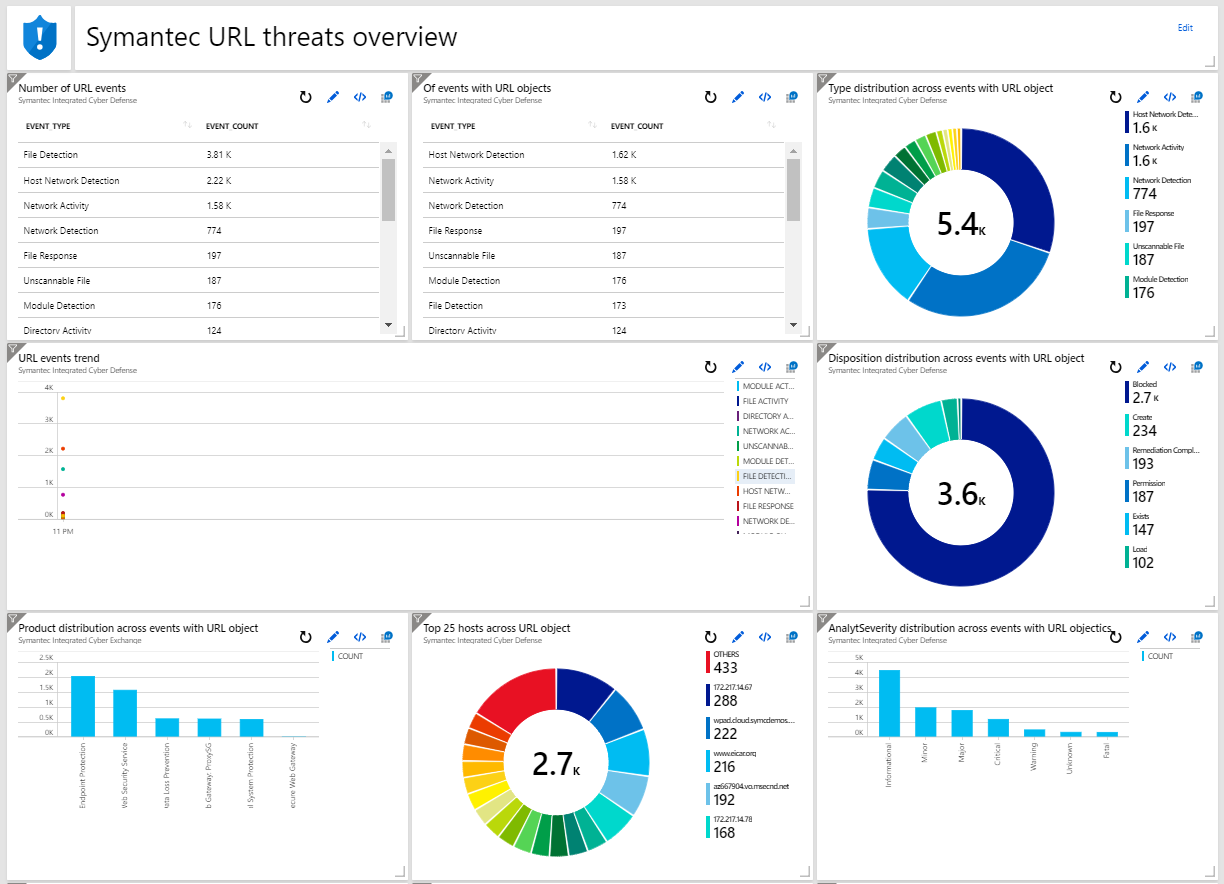 Symantec URL threats overview
Edit
Number of URL events
Symantec Integrated Cyber Defense
EVENT_TYPE EVENT_COUNT
File Detection 3.81 K
Host Network Detection 2.22 K
Network Activity 1.58 K
Network Detection 774
File Response 197
Unscannable File 187
Module Detection 176
Directory Activity 124
Of events with URL objects
Symantec Integrated Cyber Defense
EVENT_TYPE EVENT_COUNT
Host Network Detection 1.62 K
Network Activity 1.58 K
Network Detection 774
File Response 197
Unscannable File 187
Module Detection 176
File Detection 173
Directory Activity 124
Type distribution across events with URL object
Symantec Integrated Cyber Defense
5.4K
Host Network Dete...
1.6 K
Network Activity
1.6 K
Network Detection
774
File Response
197
Unscannable File
187
Module Detection
176
URL events trend
Symantec Integrated Cyber Defense
4K
3K
2K
1K
0K
11 PM
MODULE ACT...
FILE ACTIVITY
DIRECTORY A...
NETWORK AC...
UNSCANNAB...
MODULE DET...
FILE DETECTI...
HOST NETW...
FILE RESPONSE
NETWORK DE...
Disposition distribution across events with URL object
Symantec Integrated Cyber Defense
3.6K
Blocked
2.7 K
Create
234
Remediation Compl...
193
Permission
187
Exists
147
Load
102
Product distribution across events with URL object
Symantec Integrated Cyber Exchange
COUNT
2.5K
2K
1.5K
1K
0.5K
0K
Endpoint Protection
Web Security Service
ata Loss Prevention
b Gateway: ProxySG
l System Protection
ecure Web Gateway
Top 25 hosts across URL object
Symantec Integrated Cyber Defense
2.7K
OTHERS
433
172.217.14.67
288
wpad.cloud.symcdemos....
222
www.eicar.org
216
az667904.vo.msecnd.net
192
172.217.14.78
168
AnalytSeverity distribution across events with URL objectics
Symantec Integrated Cyber Defense
COUNT
5K
4K
3K
2K
1K
0K
Informational
Minor
Major
Critical
Warning
Unknown
Fatal